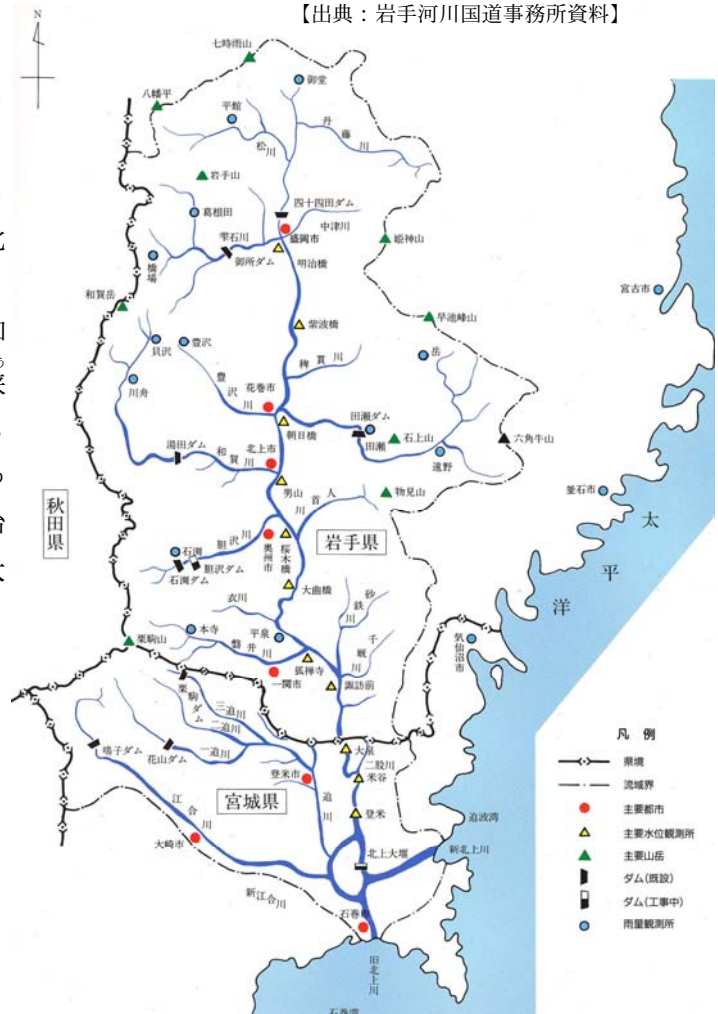 【出典：岩手河川国道事務所資料】
N
七時雨山
御堂
八幡平
平館
丹藤川
松川
岩手山
四十四田ダム
葛根田
中津川
雫石川
盛岡市
姫神山
御所ダム
明治橋
橋場
宮古市
和賀岳
早池峰山
紫波橋
貝沢
豊沢
岳
稗貫川
川舟
豊沢川
花巻市
田瀬ダム
朝日橋
田瀬
石上山
六角牛山
湯田ダム
和賀川
北上市
遠野
男山
物見山
釜石市
人首川
秋田県
太平洋
胆沢川
岩手県
石渕
奥州市
桜木橋
石渕ダム
胆沢ダム
大曲橋
衣川
砂鉄川
本寺
平泉
千厩川
気仙沼市
栗駒山
磐井川
狐禅寺
一関市
諏訪前
栗駒ダム
三迫川
二迫川
鳴子ダム
花山ダム
一迫川
大泉
二股川
米谷
登米市
宮城県
迫川
登米
追波湾
江合川
大崎市
北上大堰
新北上川
新江合川
石巻市
旧北上川
石巻湾
凡 例
県境
流域界
主要都市
主要水位観測所
主要山岳
ダム(既設)
ダム(工事中)
雨量観測所